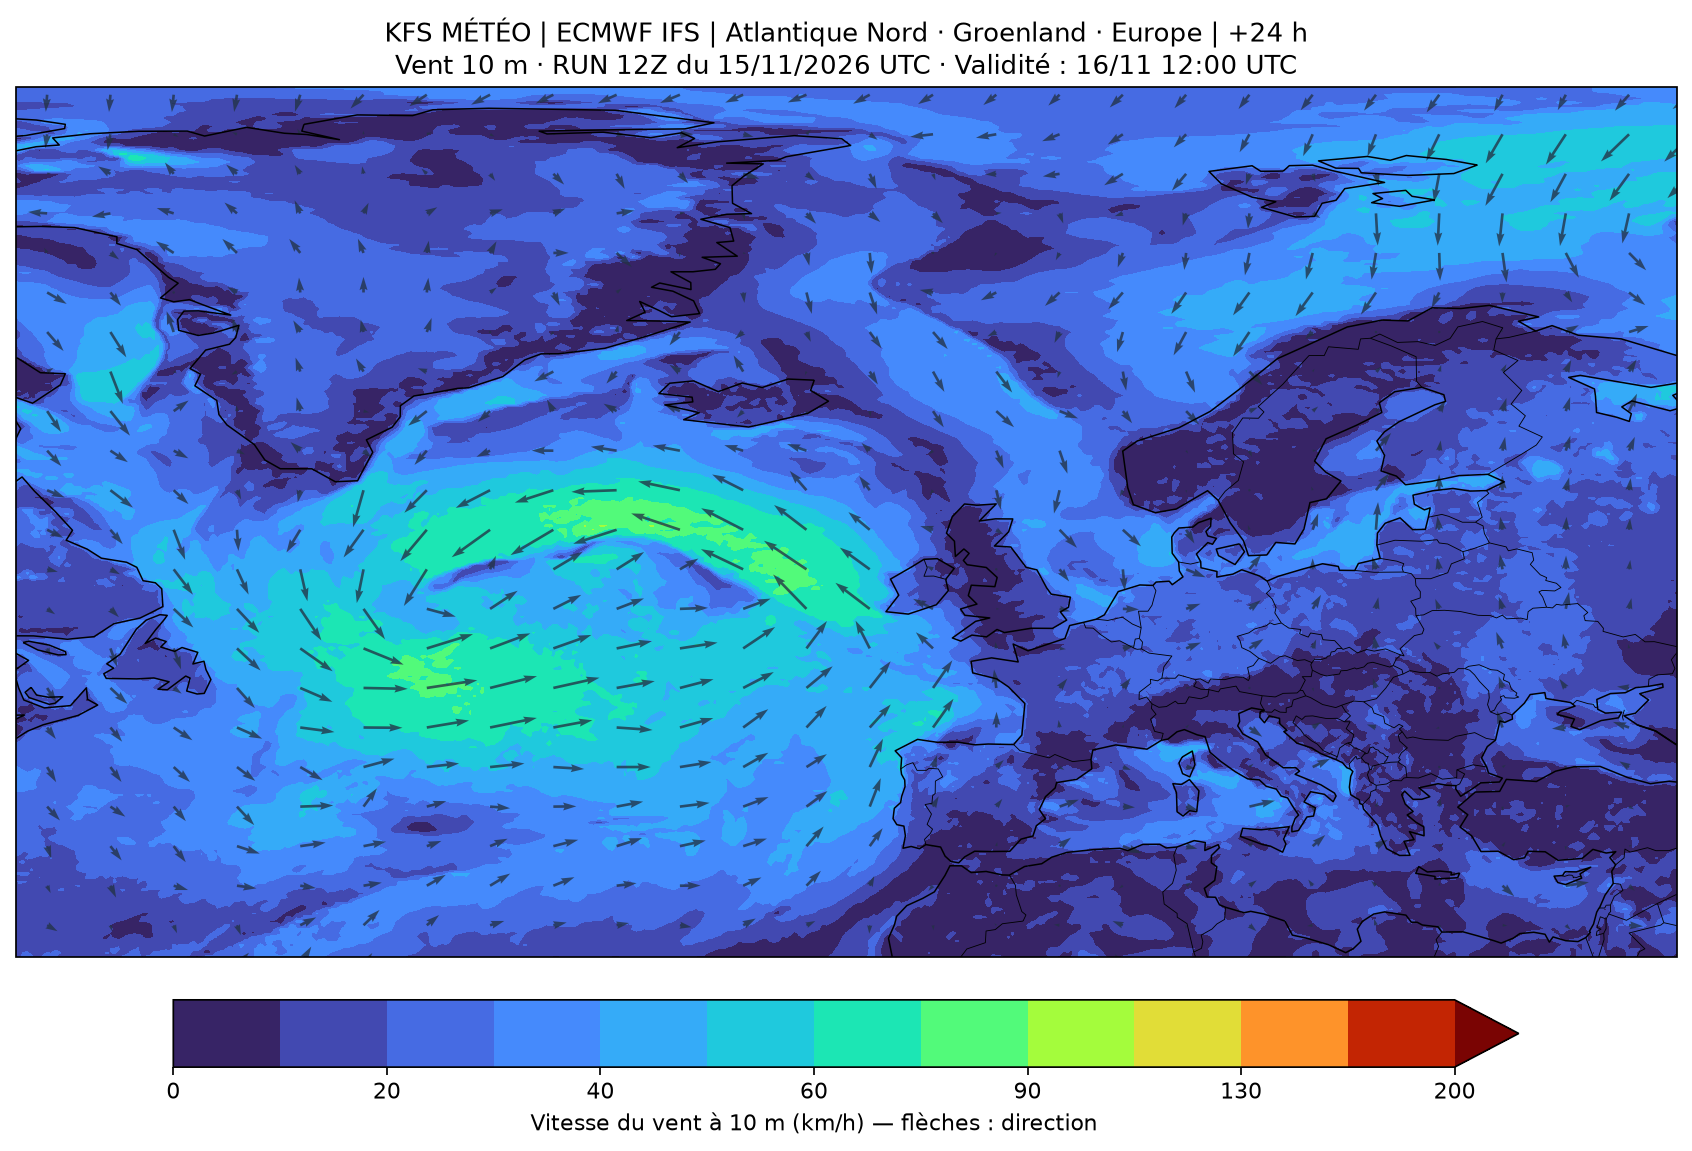 KFS MÉTÉO | ECMWF IFS | Atlantique Nord · Groenland · Europe | +24 h
Vent 10 m · RUN 12Z du 15/11/2026 UTC · Validité : 16/11 12:00 UTC
0 20 40 60 90 130 200
Vitesse du vent à 10 m (km/h) — flèches : direction